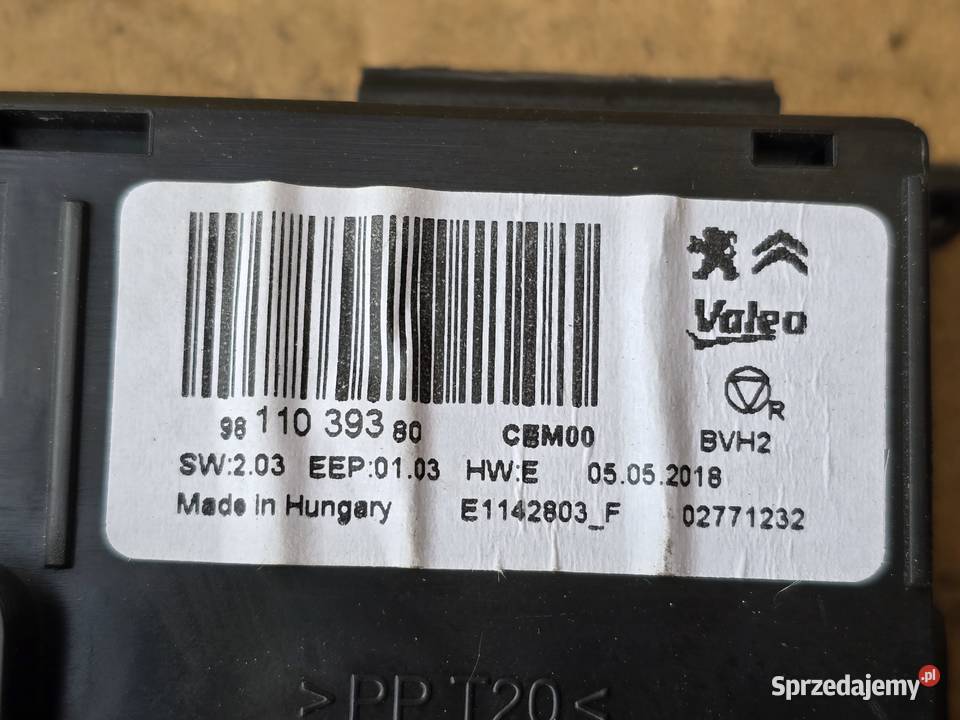 Valeo
R
98 110 393 80 CBM00 BVH2
SW:2.03 EEP:01.03 HW:E 05.05.2018
Made in Hungary E1142803_F 02771232
>PP T20<
Sprzedajemy.pl